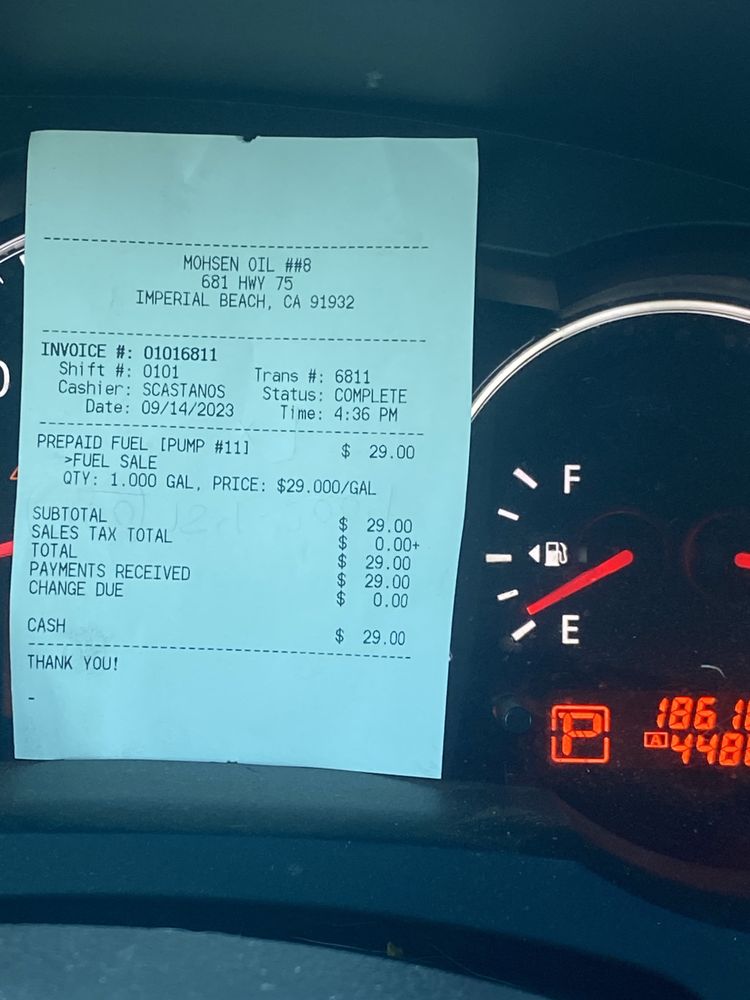 MOHSEN OIL ##8
681 HWY 75
IMPERIAL BEACH, CA 91932
INVOICE #: 01016811
Shift #: 0101 Trans #: 6811
Cashier: SCASTANOS Status: COMPLETE
Date: 09/14/2023 Time: 4:36 PM
PREPAID FUEL [PUMP #11] $ 29.00
>FUEL SALE
QTY: 1.000 GAL, PRICE: $29.000/GAL
SUBTOTAL $ 29.00
SALES TAX TOTAL $ 0.00+
TOTAL $ 29.00
PAYMENTS RECEIVED $ 29.00
CHANGE DUE $ 0.00
CASH $ 29.00
THANK YOU!
-
F
E
P
A